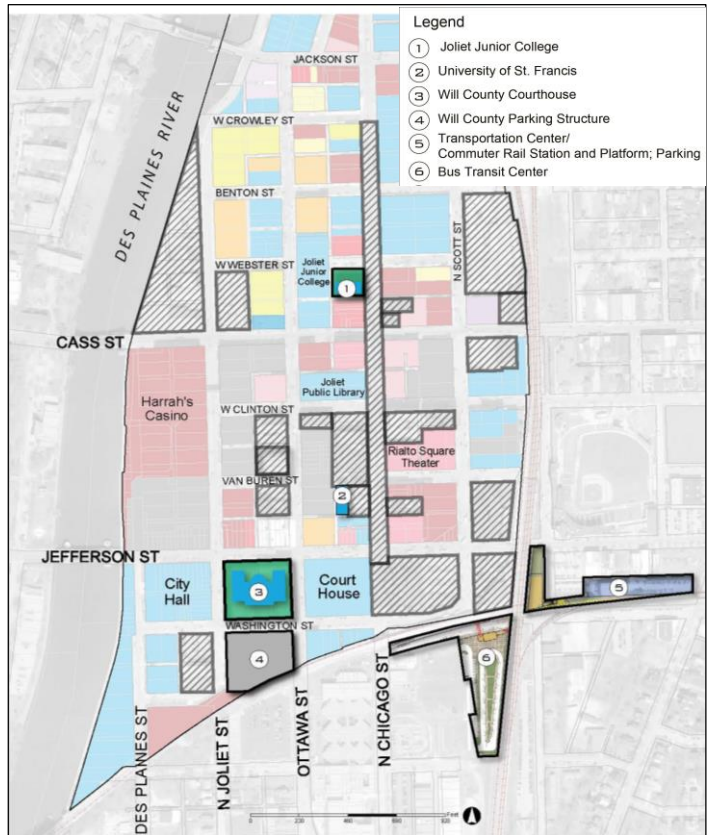 Legend
1 Joliet Junior College
2 University of St. Francis
3 Will County Courthouse
4 Will County Parking Structure
5 Transportation Center/
Commuter Rail Station and Platform; Parking
6 Bus Transit Center
JACKSON ST
DES PLAINES RIVER
W CROWLEY ST
BENTON ST
N SCOTT ST
W WEBSTER ST
Joliet
Junior
College
1
CASS ST
Harrah's
Casino
Joliet
Public Library
W CLINTON ST
Rialto Square
Theater
VAN BUREN ST
2
JEFFERSON ST
City
Hall
3
Court
House
5
WASHINGTON ST
4
6
DES PLAINES ST
N JOLIET ST
OTTAWA ST
N CHICAGO ST
0
Feet